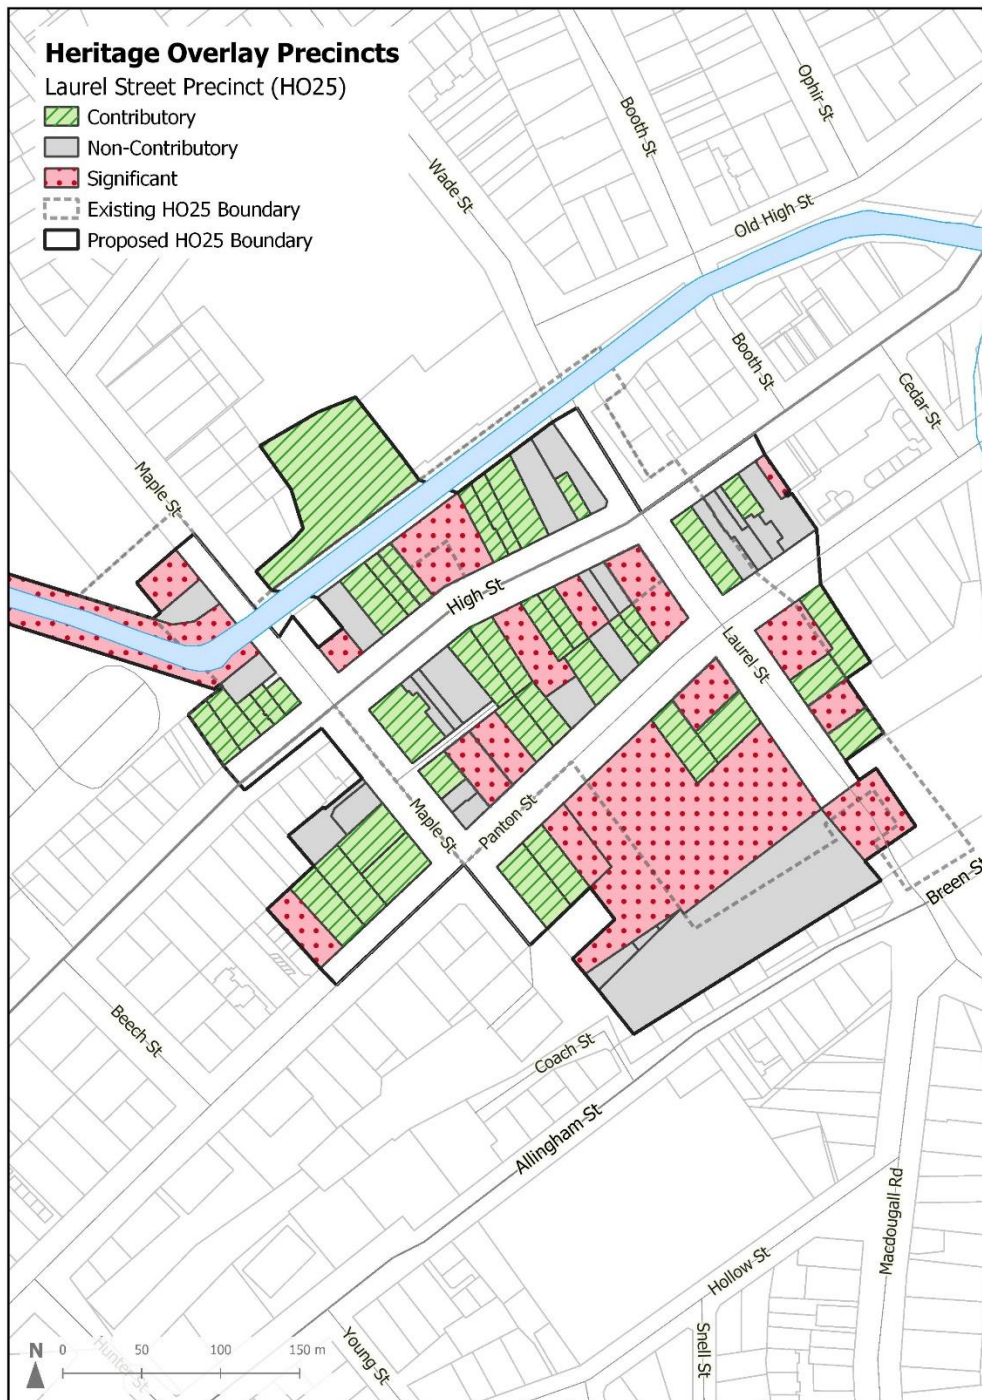 Heritage Overlay Precincts
Laurel Street Precinct (HO25)
Contributory
Non-Contributory
Significant
Existing HO25 Boundary
Proposed HO25 Boundary
Ophir St
Booth St
Wade St
Old High St
Booth St
Cedar St
Maple St
High St
Laurel St
Maple St
Panton St
Breen St
Beech St
Coach St
Allingham St
Macdougall Rd
Hollow St
Snell St
Young St
Hunter St
N
0 50 100 150 m